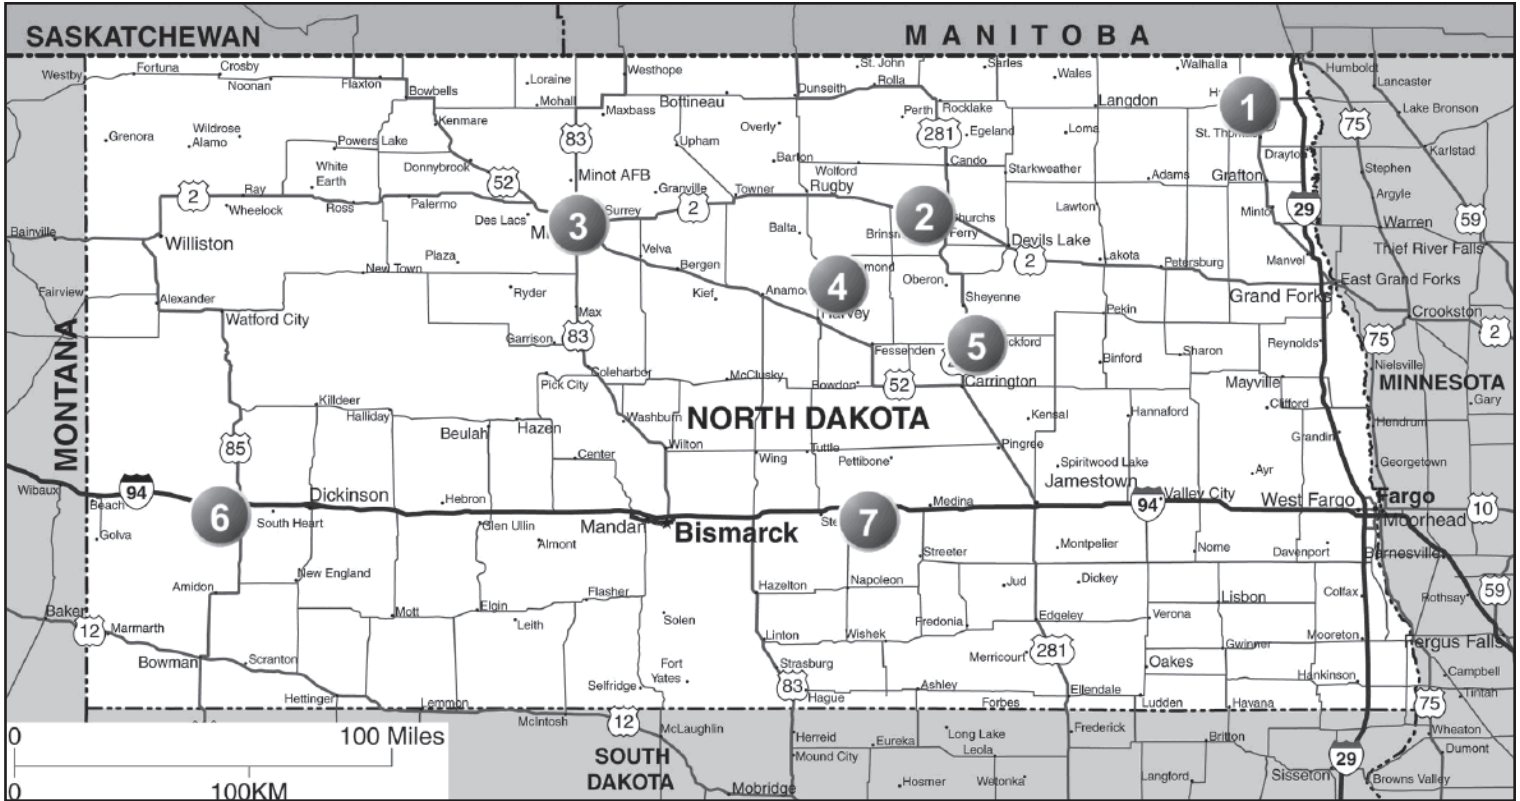 SASKATCHEWAN
MANITOBA
Westby
Fortuna
Crosby
Noonan
Flaxton
Bowbells
Loraine
Mohall
Westhope
Maxbass
Bottineau
Dunseith
St. John
Rolla
Sarles
Wales
Walhalla
Humboldt
Lancaster
Lake Bronson
Perth
Rocklake
Langdon
H
1
St. Thomas
75
Karlstad
Grenora
Wildrose
Alamo
Powers Lake
Kenmare
Donnybrook
83
Upham
Overly
Barton
Wolford
281
Egeland
Loma
Cando
Starkweather
Adams
Drayton
Grafton
Stephen
Argyle
White
Earth
52
Minot AFB
Granville
Towner
Rugby
2
Ray
Wheelock
Ross
Palermo
Des Lacs
3
Mi
Surrey
2
2
Balta
Brinsm
hurchs
Ferry
Lawton
Minto
29
Warren
59
Thief River Falls
Bainville
Williston
Plaza
Velva
Bergen
Devils Lake
2
Lakota
Petersburg
Manvel
East Grand Forks
Grand Forks
Fairview
Alexander
New Town
Ryder
Kief
Anamo
4
mond
Harvey
Oberon
Sheyenne
Pekin
Crookston
2
Watford City
Max
Garrison
83
Fessenden
5
ckford
Binford
Sharon
Reynolds
75
Nielsville
MONTANA
Pick City
Coleharbor
McClusky
Bowdon
52
Carrington
Mayville
Clifford
MINNESOTA
Gary
Killdeer
Halliday
Beulah
Hazen
Washburn
NORTH DAKOTA
Kensal
Hannaford
Grandin
Hendrum
85
Center
Wilton
Wing
Tuttle
Pettibone
Pingree
Spiritwood Lake
Ayr
Georgetown
Wibaux
94
Beach
6
Dickinson
Hebron
Jamestown
94
Valley City
West Fargo
Fargo
10
Moorhead
Golva
South Heart
Glen Ullin
Almont
Mandan
Bismarck
Ste
7
Medina
Streeter
Montpelier
Nome
Davenport
Barnesville
Amidon
New England
Hazelton
Napoleon
Jud
Dickey
Lisbon
Colfax
Rothsay
59
Baker
12
Marmarth
Mott
Elgin
Flasher
Leith
Solen
Linton
Wishek
Fredonia
Edgeley
Verona
Gwinner
Mooreton
Fergus Falls
Bowman
Scranton
Fort
Yates
Strasburg
Merricourt
281
Oakes
Hankinson
Campbell
Hettinger
Lemmon
Selfridge
83
Hague
Ashley
Forbes
Ellendale
Ludden
Havana
75
Tintah
McIntosh
12
McLaughlin
Herreid
Mound City
Eureka
Long Lake
Leola
Frederick
Britton
Wheaton
Dumont
SOUTH
DAKOTA
Mobridge
Hosmer
Wetonka
Langford
Sisseton
29
Browns Valley
0
100 Miles
0
100KM